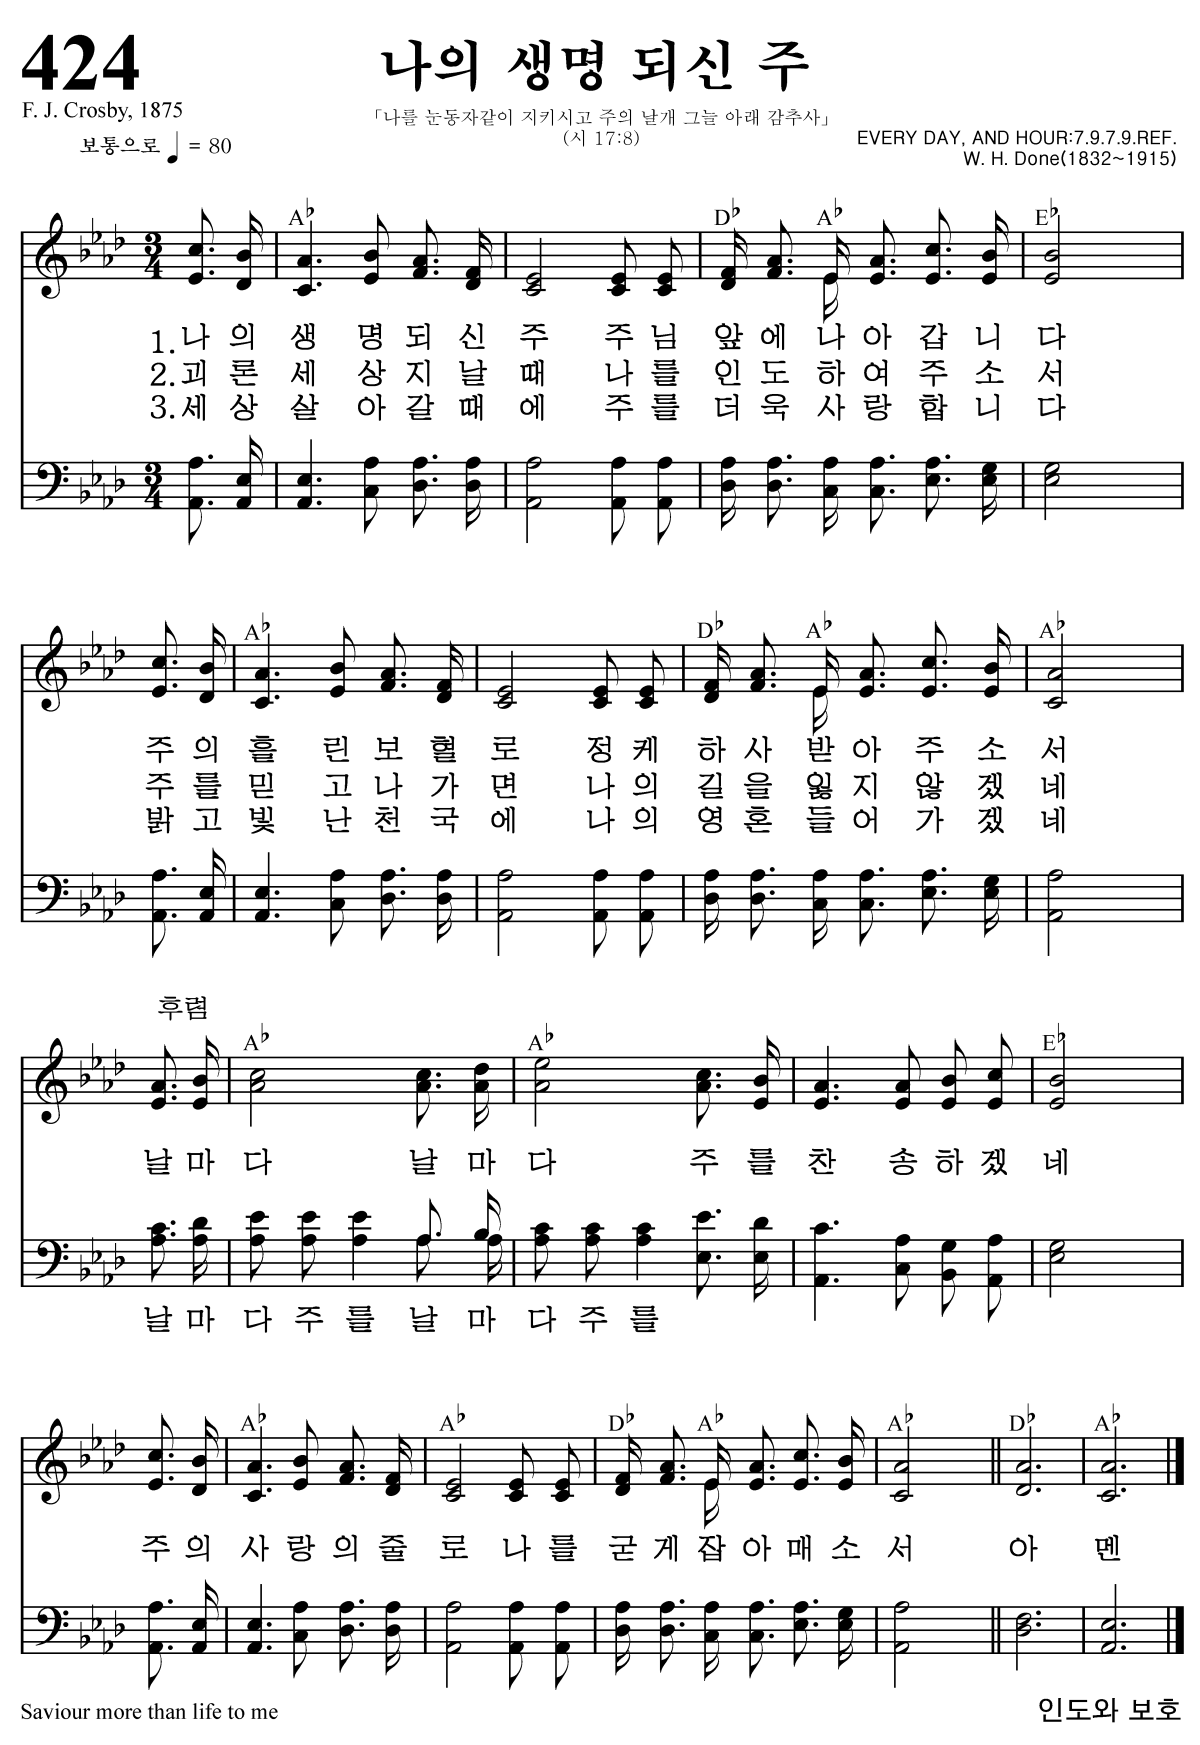 424
나의 생명 되신 주
F. J. Crosby, 1875
「나를 눈동자같이 지키시고 주의 날개 그늘 아래 감추사」
(시 17:8)
보통으로 ♩ = 80
EVERY DAY, AND HOUR:7.9.7.9.REF.
W. H. Done(1832~1915)
A♭ D♭ A♭ E♭
3 4
1.나 의 생 명 되 신 주 주 님 앞 에 나 아 갑 니 다
2.괴 론 세 상 지 날 때 나 를 인 도 하 여 주 소 서
3.세 상 살 아 갈 때 에 주 를 더 욱 사 랑 합 니 다
3 4
A♭ D♭ A♭ A♭
주 의 흘 린 보 혈 로 정 케 하 사 받 아 주 소 서
주 를 믿 고 나 가 면 나 의 길 을 잃 지 않 겠 네
밝 고 빛 난 천 국 에 나 의 영 혼 들 어 가 겠 네
후렴
A♭ A♭ E♭
날 마 다 날 마 다 주 를 찬 송 하 겠 네
날 마 다 주 를 날 마 다 주 를
A♭ A♭ D♭ A♭ A♭ D♭ A♭
주 의 사 랑 의 줄 로 나 를 굳 게 잡 아 매 소 서 아 멘
Saviour more than life to me
인도와 보호